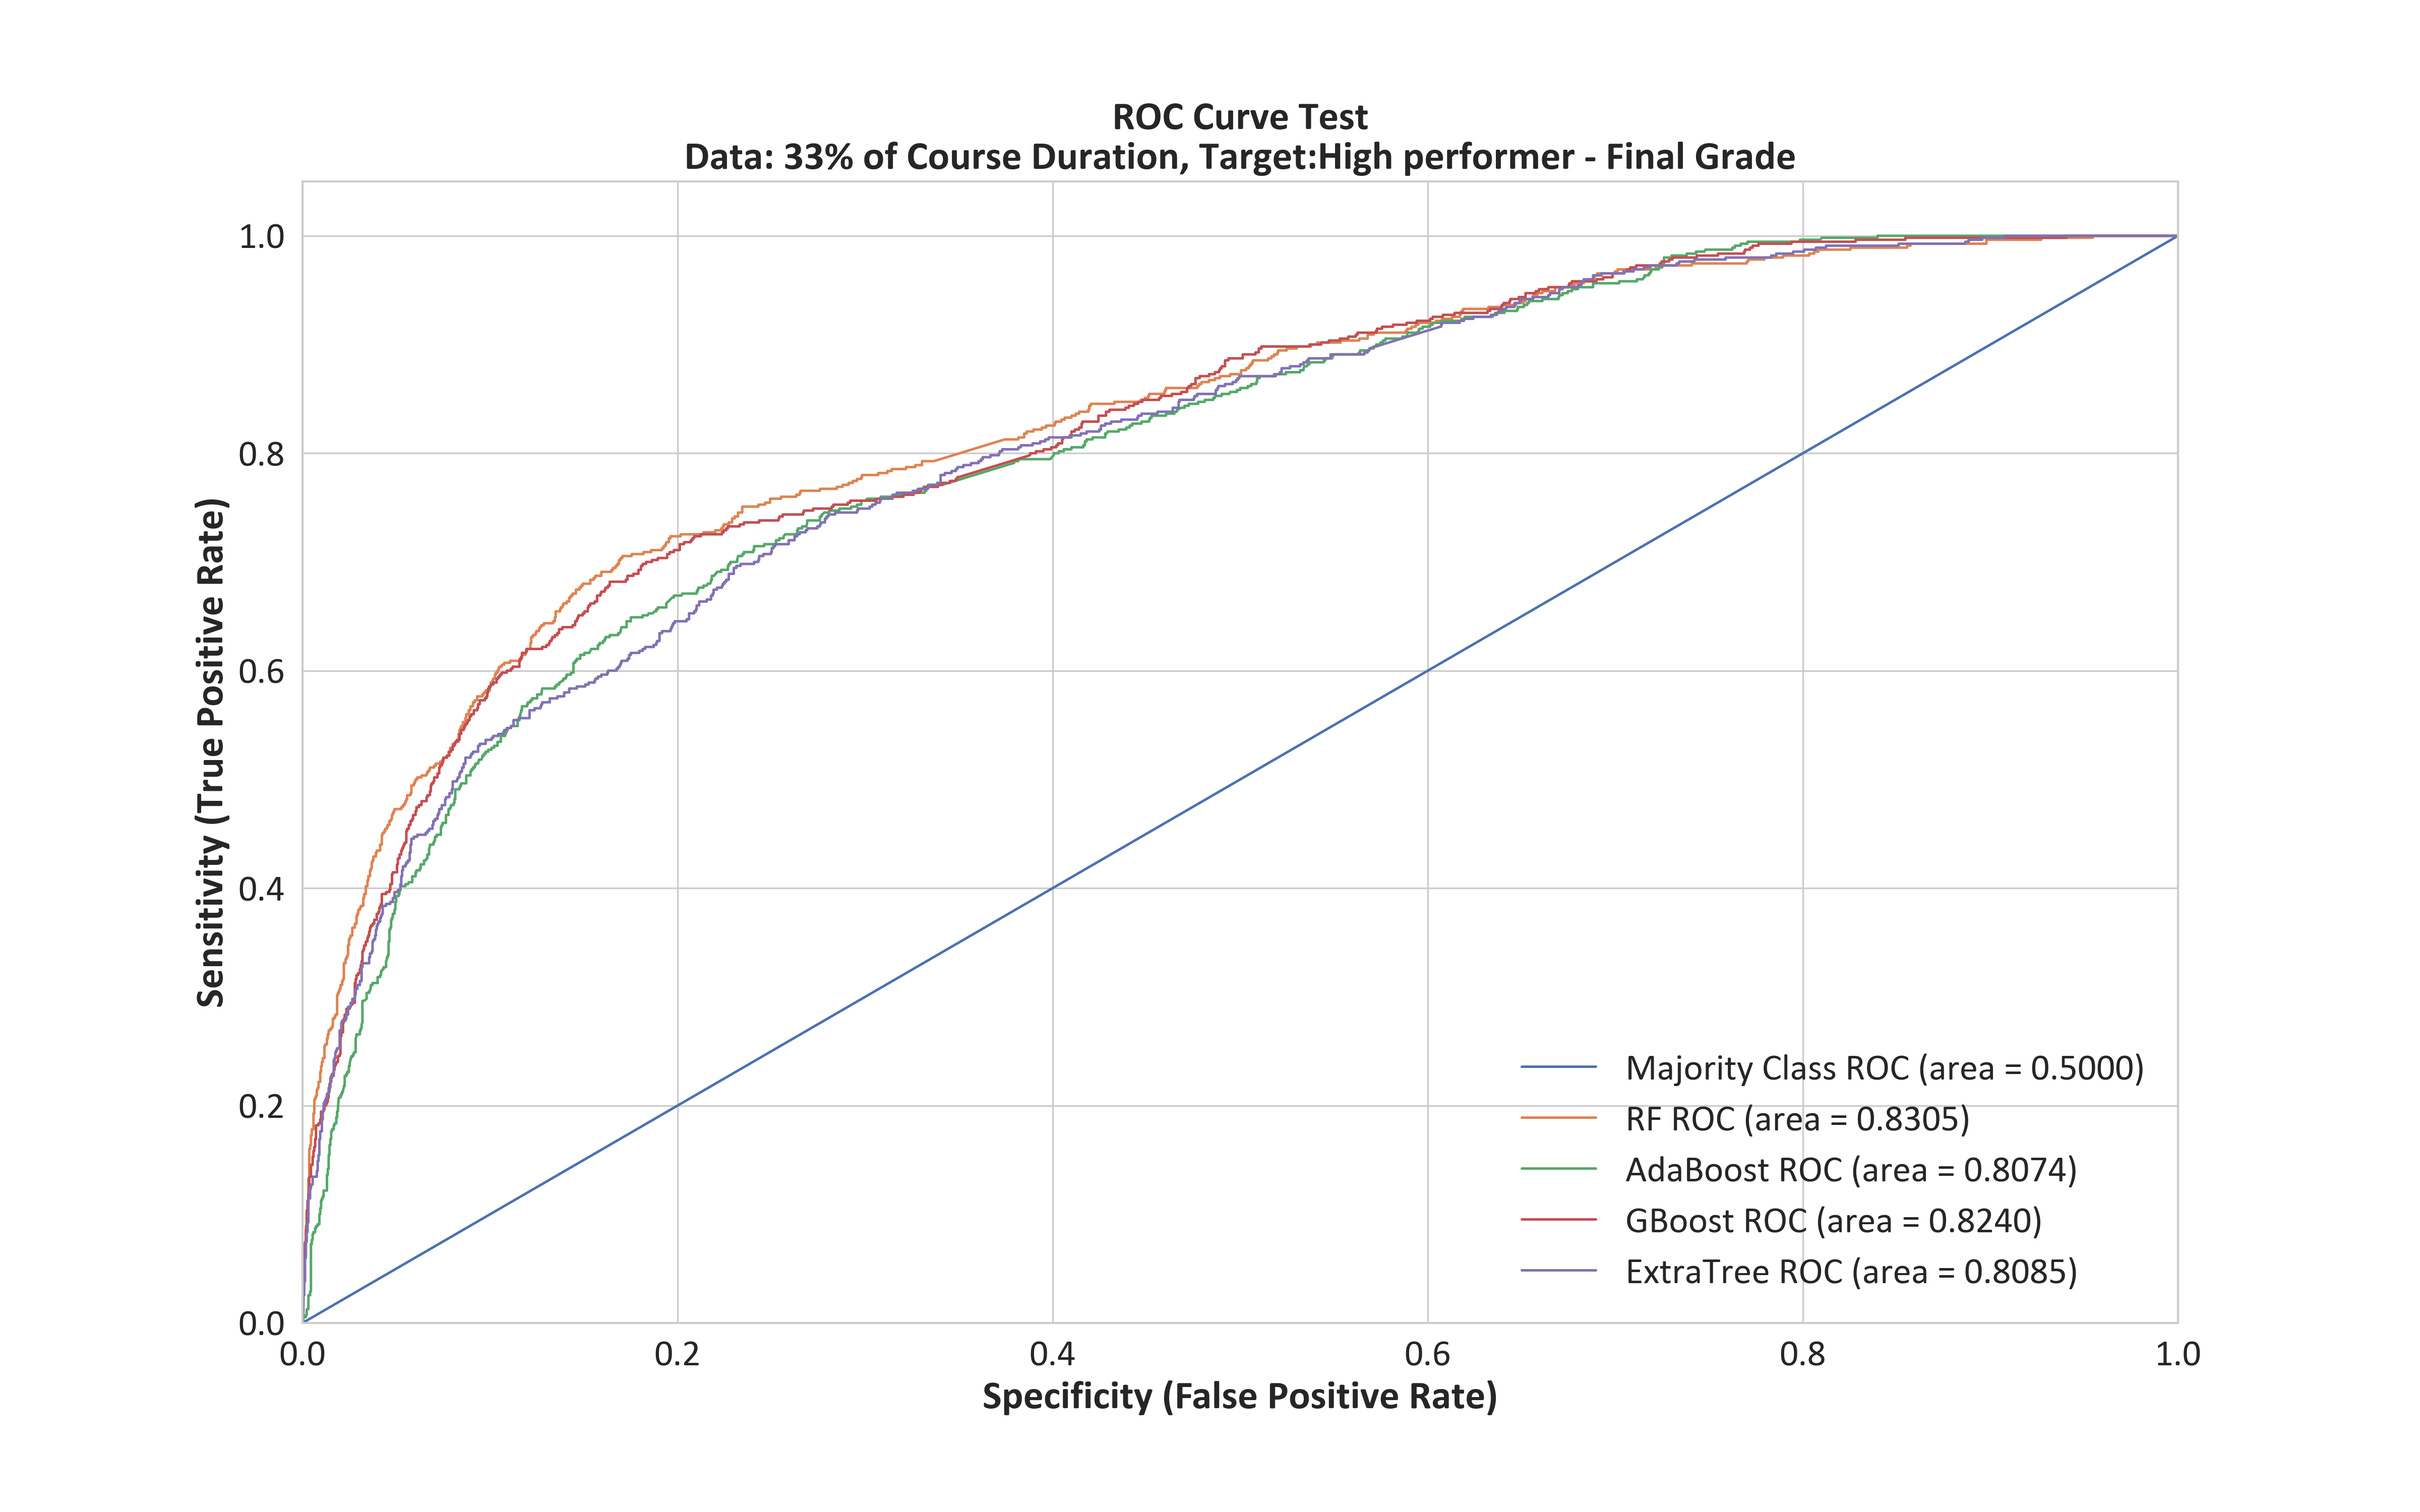 ROC Curve Test
Data: 33% of Course Duration, Target:High performer - Final Grade
1.0
0.8
0.6
0.4
0.2
0.0
Sensitivity (True Positive Rate)
Majority Class ROC (area = 0.5000)
RF ROC (area = 0.8305)
AdaBoost ROC (area = 0.8074)
GBoost ROC (area = 0.8240)
ExtraTree ROC (area = 0.8085)
0.0 0.2 0.4 0.6 0.8 1.0
Specificity (False Positive Rate)